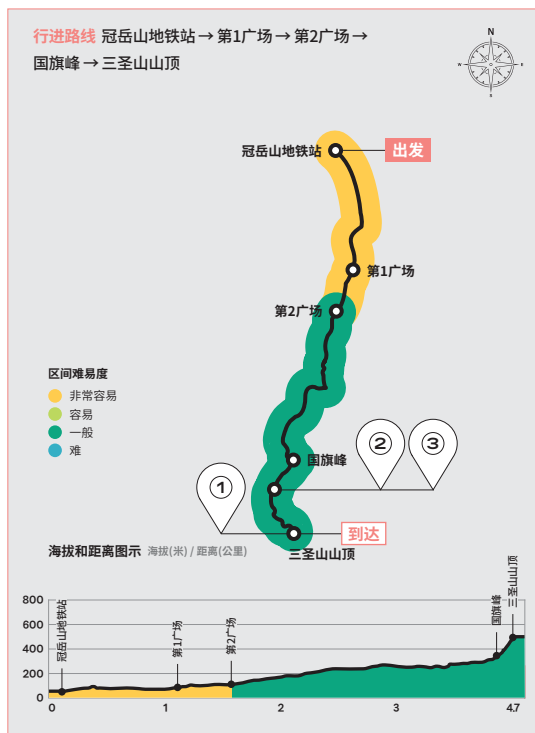 行进路线 冠岳山地铁站 → 第1广场 → 第2广场 →
国旗峰 → 三圣山山顶
N
W
E
S
冠岳山地铁站
出发
第1广场
第2广场
区间难易度
非常容易
容易
一般
难
国旗峰
1
2
3
到达
三圣山山顶
海拔和距离图示 海拔(米) / 距离(公里)
800
600
400
200
0
冠岳山地铁站
第1广场
第2广场
国旗峰
三圣山山顶
0
1
2
3
4.7